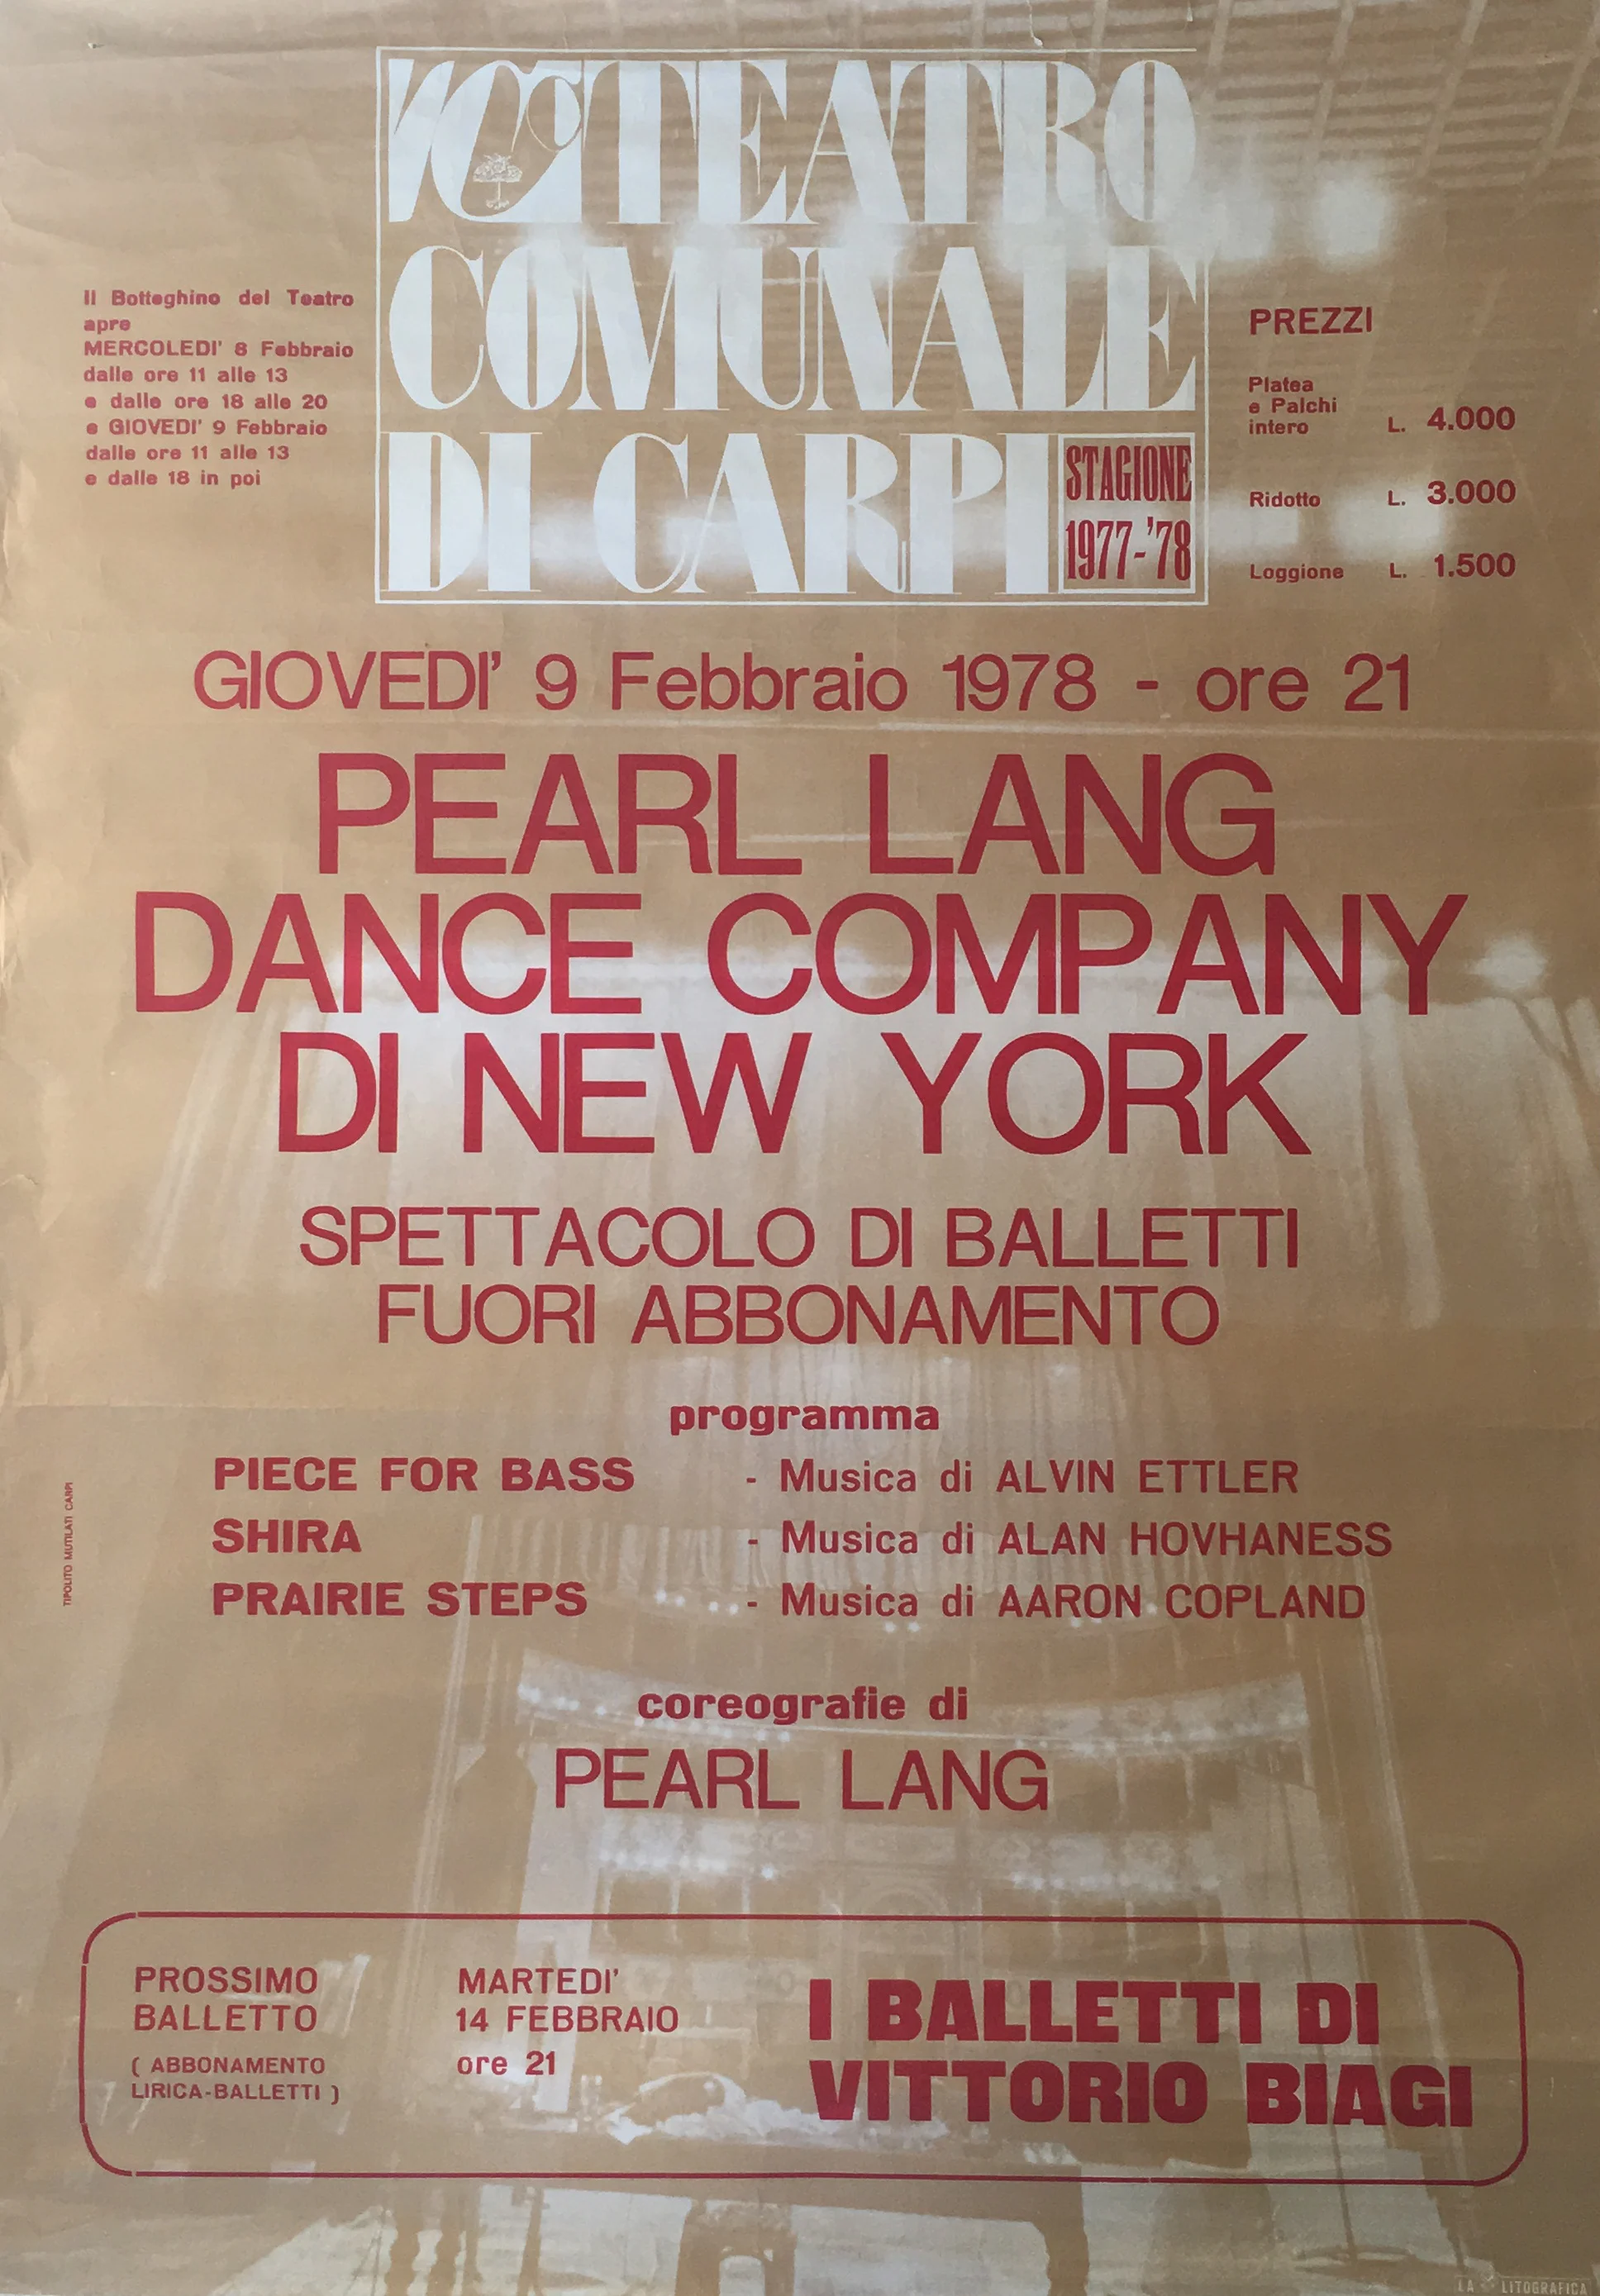 TEATRO
COMUNALE
DI CARPI
STAGIONE
1977-'78
Il Botteghino del Teatro
apre
MERCOLEDI' 8 Febbraio
dalle ore 11 alle 13
e dalle ore 18 alle 20
e GIOVEDI' 9 Febbraio
dalle ore 11 alle 13
e dalle 18 in poi
PREZZI
Platea
e Palchi
intero L. 4.000
Ridotto L. 3.000
Loggione L. 1.500
GIOVEDI' 9 Febbraio 1978 - ore 21
PEARL LANG
DANCE COMPANY
DI NEW YORK
SPETTACOLO DI BALLETTI
FUORI ABBONAMENTO
programma
PIECE FOR BASS - Musica di ALVIN ETTLER
SHIRA - Musica di ALAN HOVHANESS
PRAIRIE STEPS - Musica di AARON COPLAND
coreografie di
PEARL LANG
TIPOLITO MUTILATI CARPI
PROSSIMO
BALLETTO
( ABBONAMENTO
LIRICA-BALLETTI )
MARTEDI'
14 FEBBRAIO
ore 21
I BALLETTI DI
VITTORIO BIAGI
LA LITOGRAFICA